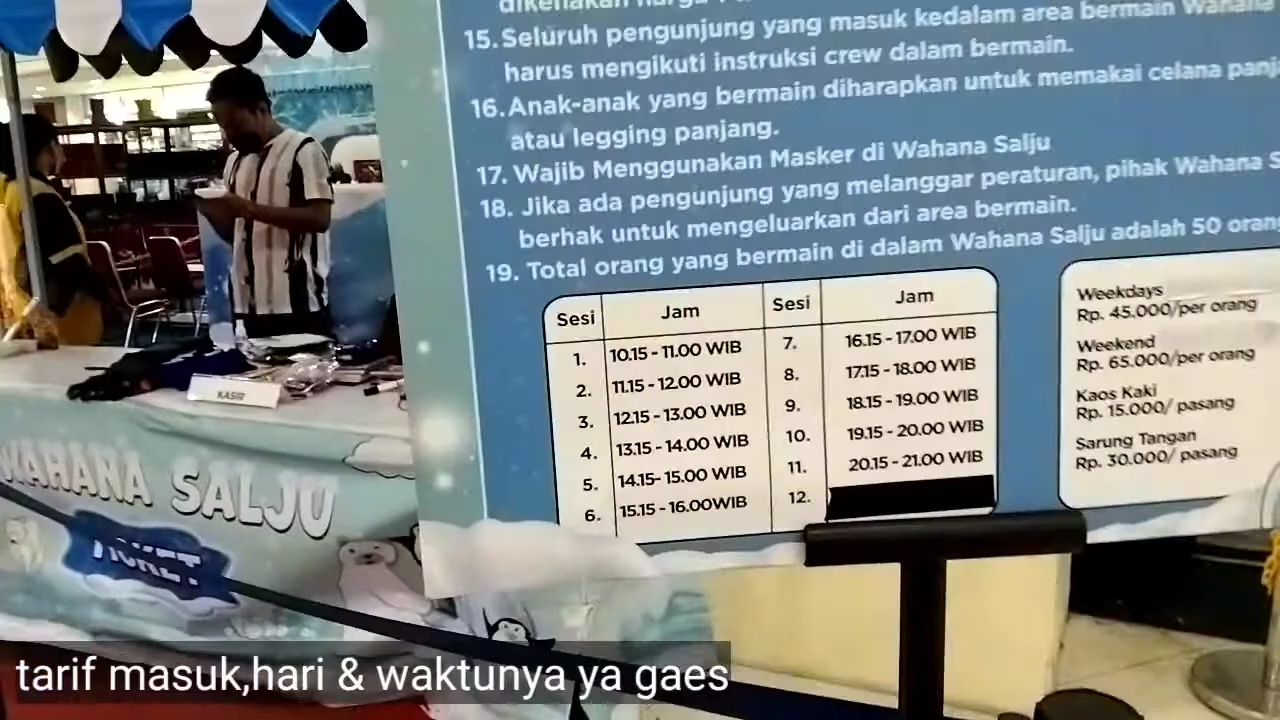 dikenakan
15. Seluruh pengunjung yang masuk kedalam area bermain Wahana
harus mengikuti instruksi crew dalam bermain.
16. Anak-anak yang bermain diharapkan untuk memakai celana
atau legging panjang.
17. Wajib Menggunakan Masker di Wahana Salju
18. Jika ada pengunjung yang melanggar peraturan, pihak Wahana
berhak untuk mengeluarkan dari area bermain.
19. Total orang yang bermain di dalam Wahana Salju adalah 50
Sesi Jam Sesi Jam
1. 10.15 - 11.00 WIB 7. 16.15 - 17.00 WIB
2. 11.15 - 12.00 WIB 8. 17.15 - 18.00 WIB
3. 12.15 - 13.00 WIB 9. 18.15 - 19.00 WIB
4. 13.15 - 14.00 WIB 10. 19.15 - 20.00 WIB
5. 14.15- 15.00 WIB 11. 20.15 - 21.00 WIB
6. 15.15 - 16.00WIB 12.
Weekdays
Rp. 45.000/per orang
Weekend
Rp. 65.000/per orang
Kaos Kaki
Rp. 15.000/ pasang
Sarung Tangan
Rp. 30.000/ pasang
KASIR
WAHANA SALJU
tarif masuk,hari & waktunya ya gaes